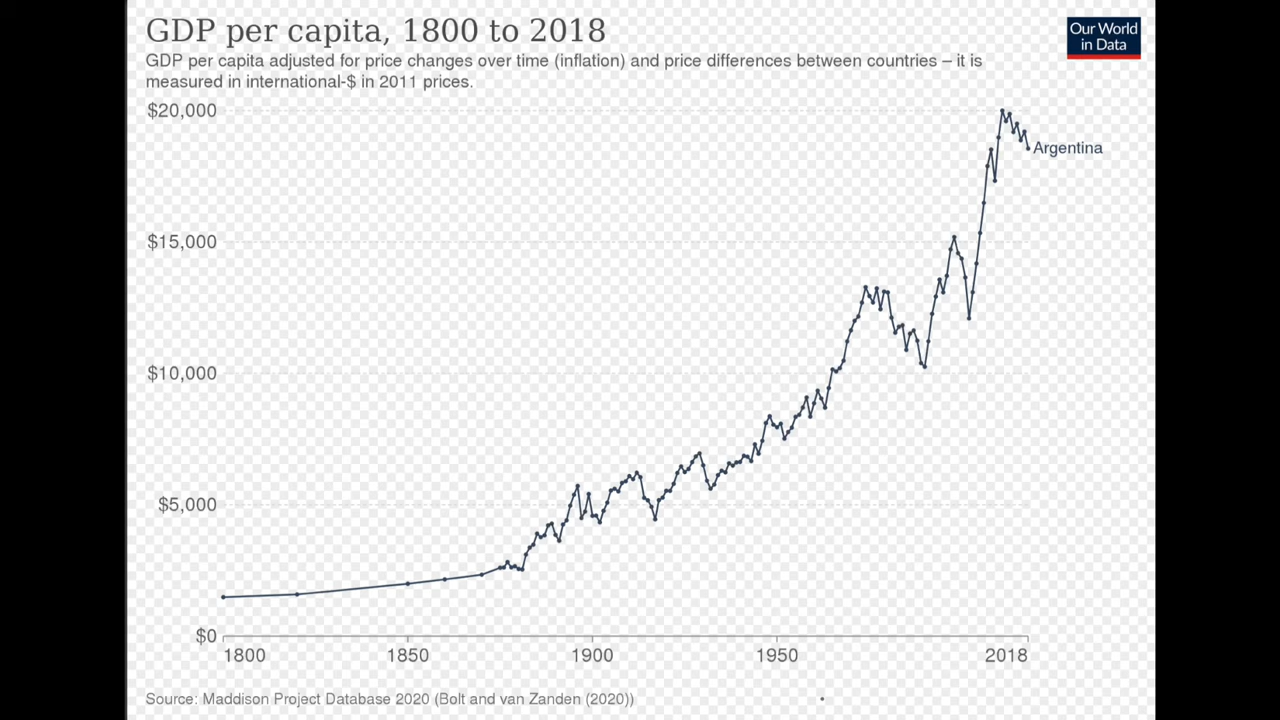 GDP per capita, 1800 to 2018
Our World
in Data
GDP per capita adjusted for price changes over time (inflation) and price differences between countries – it is
measured in international-$ in 2011 prices.
$20,000
Argentina
$15,000
$10,000
$5,000
$0
1800 1850 1900 1950 2018
Source: Maddison Project Database 2020 (Bolt and van Zanden (2020))